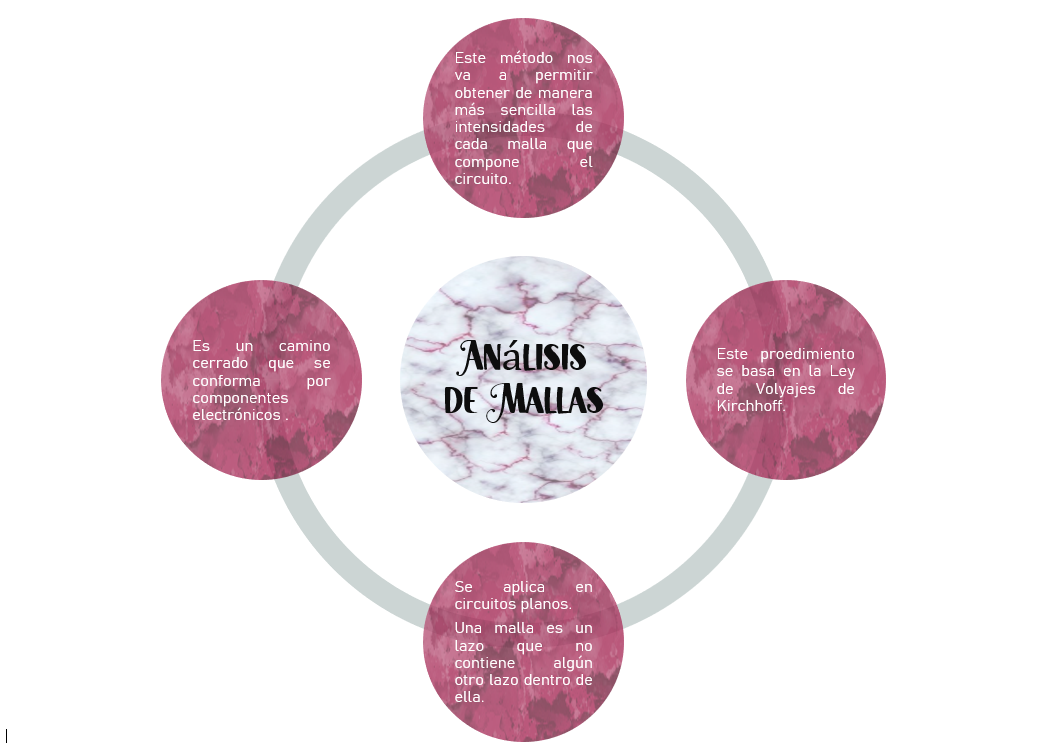 Este método nos
va a permitir
obtener de manera
más sencilla las
intensidades de
cada malla que
compone el
circuito.
Análisis
de Mallas
Es un camino
cerrado que se
conforma por
componentes
electrónicos .
Este proedimiento
se basa en la Ley
de Volyajes de
Kirchhoff.
Se aplica en
circuitos planos.
Una malla es un
lazo que no
contiene algún
otro lazo dentro de
ella.